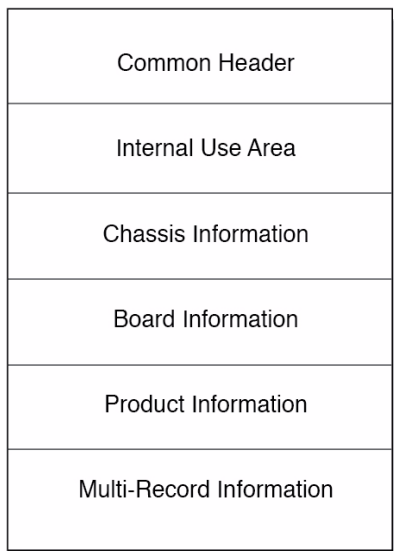 Common Header
Internal Use Area
Chassis Information
Board Information
Product Information
Multi-Record Information